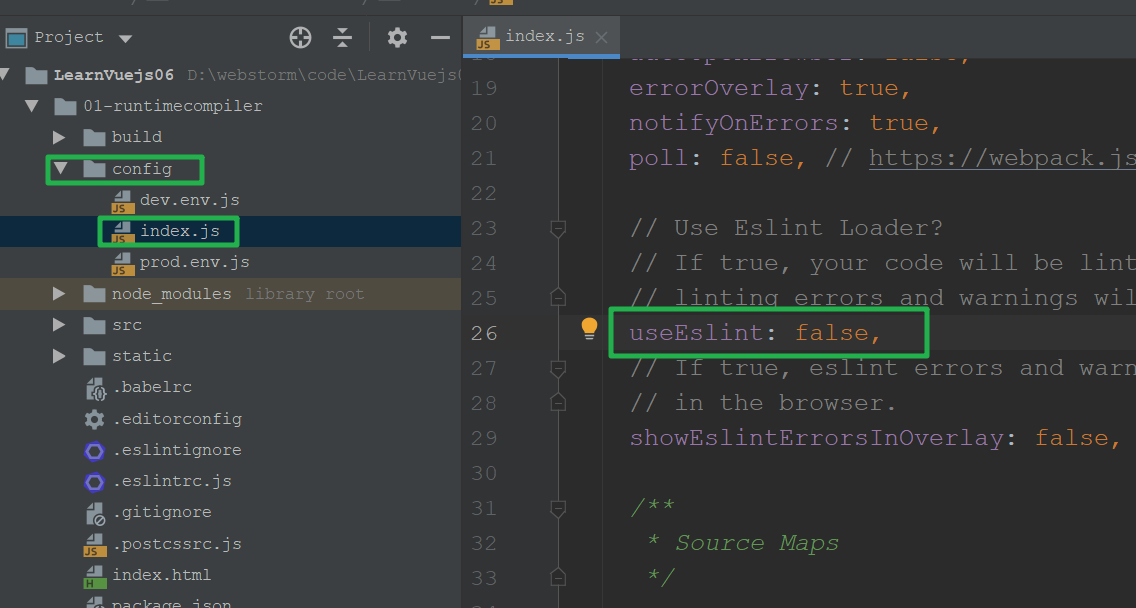 Project
LearnVuejs06 D:\webstorm\code\LearnVuejs
01-runtimecompiler
build
config
dev.env.js
index.js
prod.env.js
node_modules library root
src
static
.babelrc
.editorconfig
.eslintignore
.eslintrc.js
.gitignore
.postcssrc.js
index.html
package.json
index.js
19 errorOverlay: true,
20 notifyOnErrors: true,
21 poll: false, // https://webpack.js
22
23 // Use Eslint Loader?
24 // If true, your code will be lint
25 // linting errors and warnings wil
26 useEslint: false,
27 // If true, eslint errors and warn
28 // in the browser.
29 showEslintErrorsInOverlay: false,
30
31 /**
32 * Source Maps
33 */